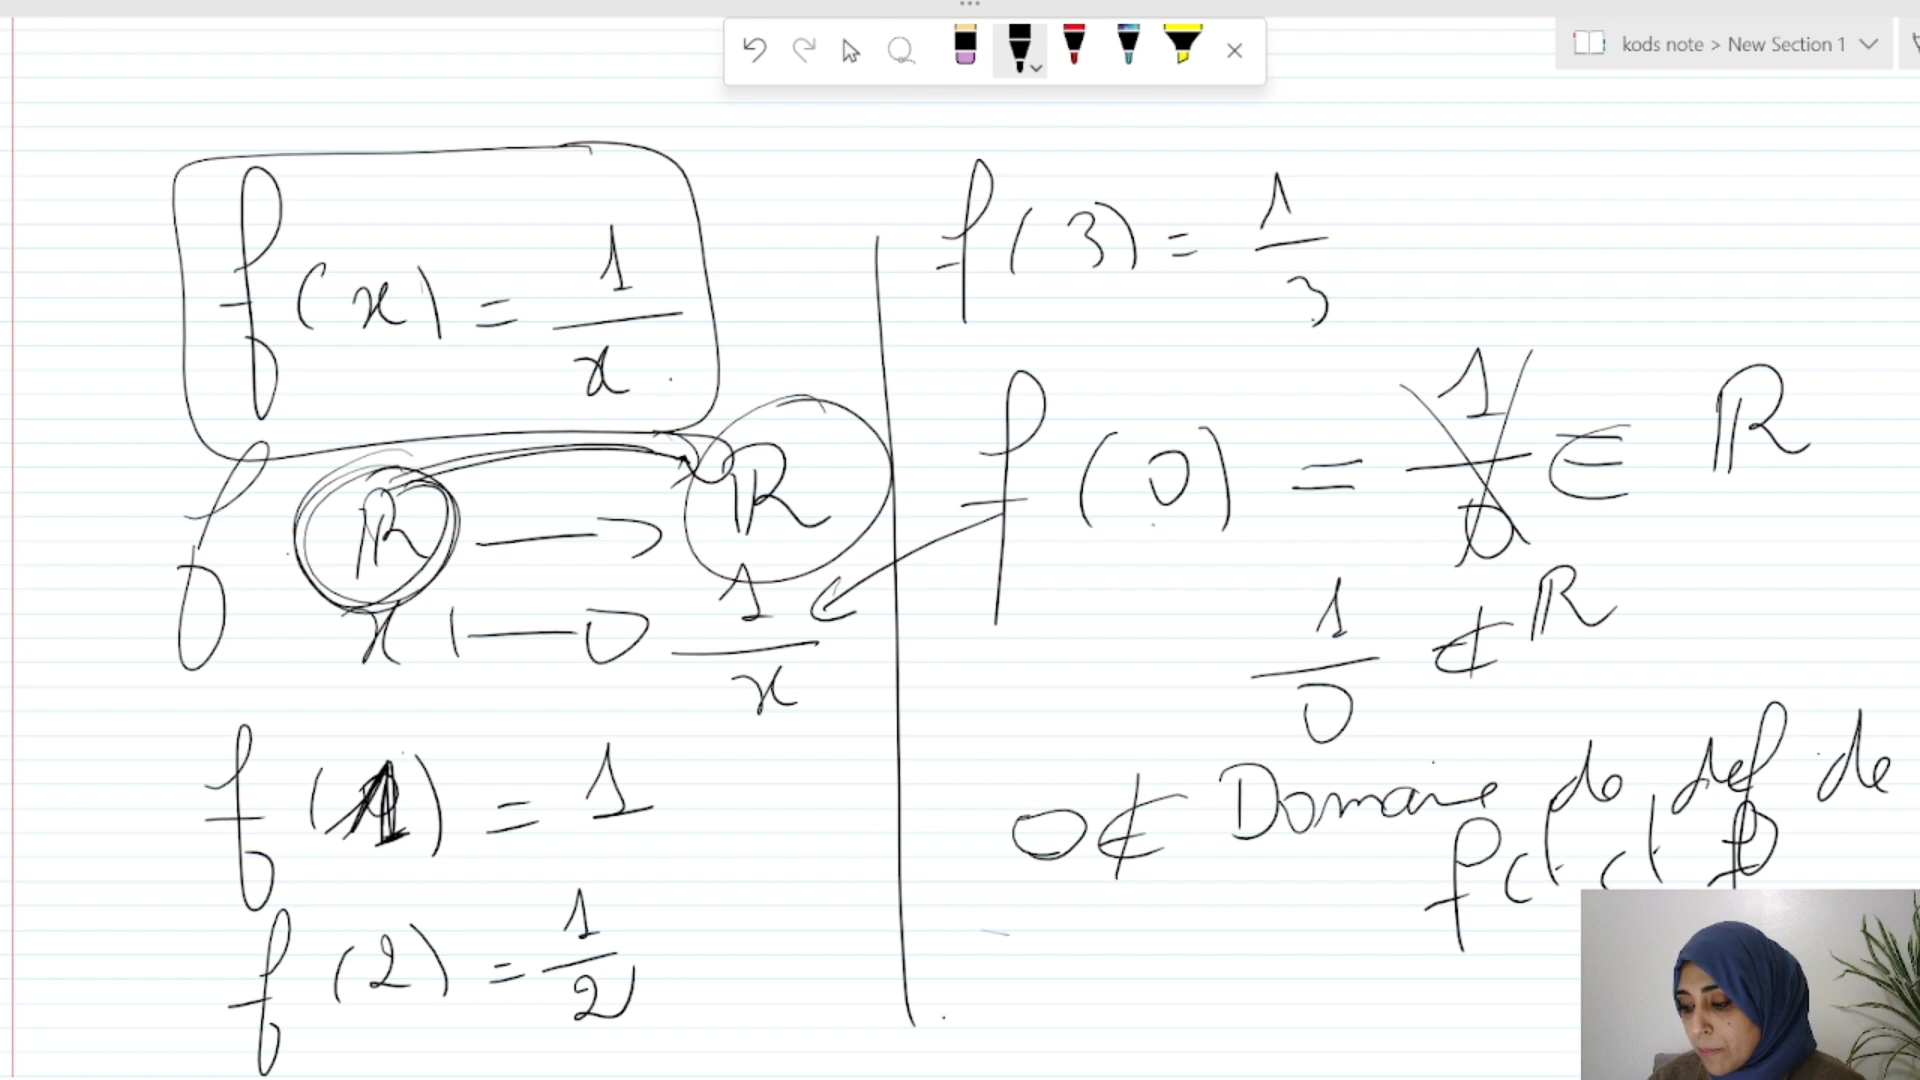 kods note > New Section 1
f(x) = 1/x
f ℝ → ℝ
x ↦ 1/x
f(1) = 1
f(2) = 1/2
f(3) = 1/3
f(0) = 1/0 ∈ ℝ
1/0 ∉ ℝ
0 ∉ Domaine de def de
fct f